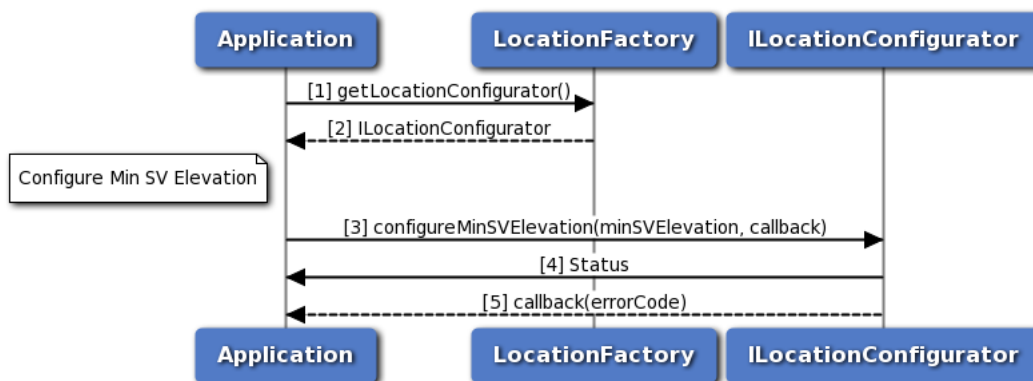 Application
LocationFactory
ILocationConfigurator
[1] getLocationConfigurator()
[2] ILocationConfigurator
Configure Min SV Elevation
[3] configureMinSVElevation(minSVElevation, callback)
[4] Status
[5] callback(errorCode)
Application
LocationFactory
ILocationConfigurator